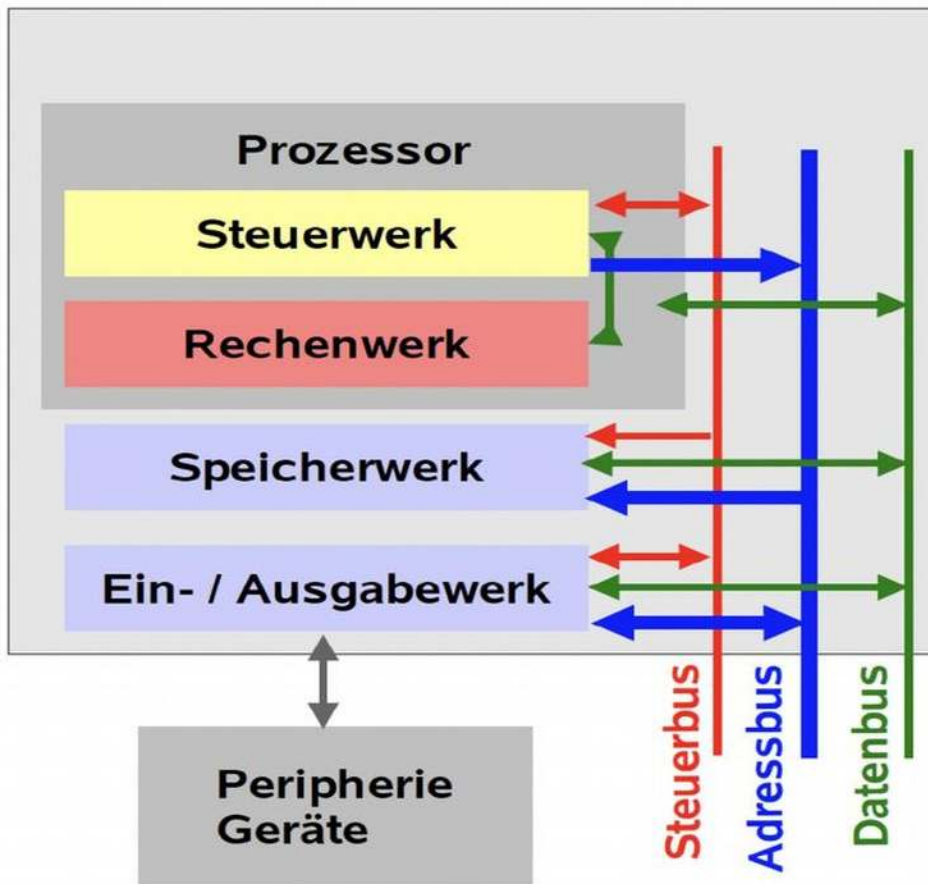 Prozessor
Steuerwerk
Rechenwerk
Speicherwerk
Ein- / Ausgabewerk
Peripherie
Geräte
Steuerbus
Adressbus
Datenbus